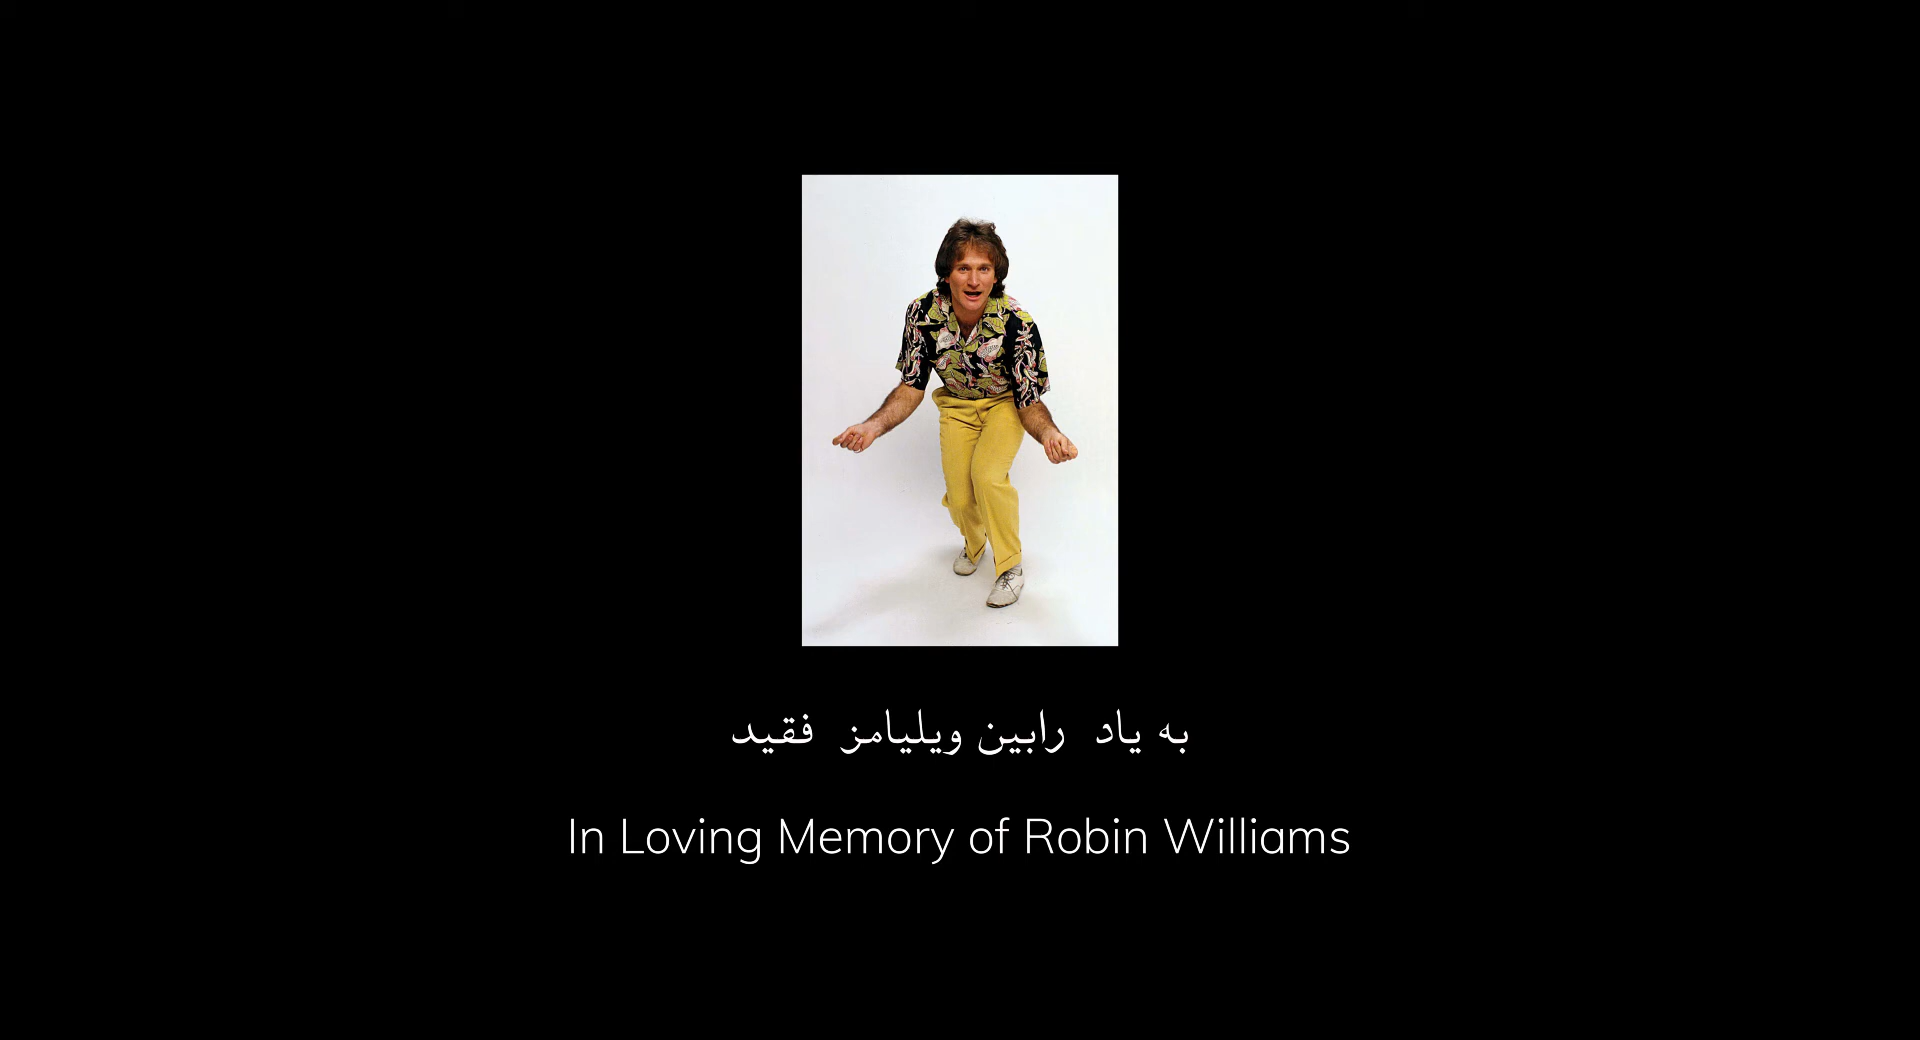 به یاد رابین ویلیامز فقید
In Loving Memory of Robin Williams